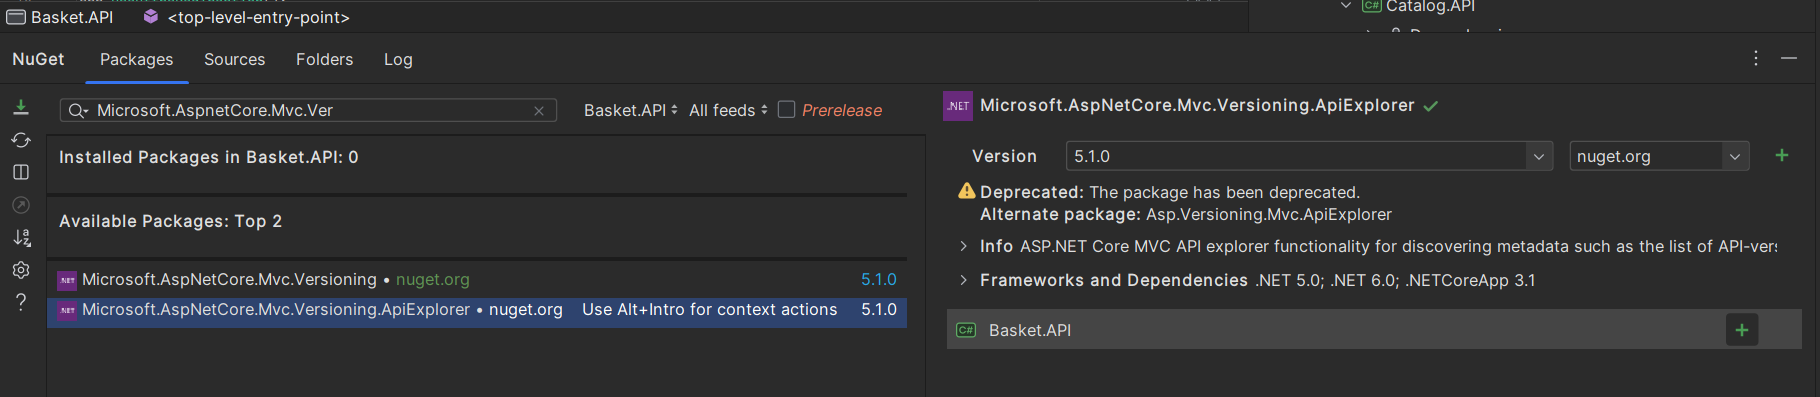 Basket.API <top-level-entry-point>
Catalog.API
NuGet Packages Sources Folders Log
Microsoft.AspnetCore.Mvc.Ver Basket.API All feeds Prerelease
Installed Packages in Basket.API: 0
Available Packages: Top 2
.NET Microsoft.AspNetCore.Mvc.Versioning • nuget.org 5.1.0
.NET Microsoft.AspNetCore.Mvc.Versioning.ApiExplorer • nuget.org Use Alt+Intro for context actions 5.1.0
.NET Microsoft.AspNetCore.Mvc.Versioning.ApiExplorer
Version 5.1.0 nuget.org
Deprecated: The package has been deprecated.
Alternate package: Asp.Versioning.Mvc.ApiExplorer
Info ASP.NET Core MVC API explorer functionality for discovering metadata such as the list of API-vers
Frameworks and Dependencies .NET 5.0; .NET 6.0; .NETCoreApp 3.1
C# Basket.API